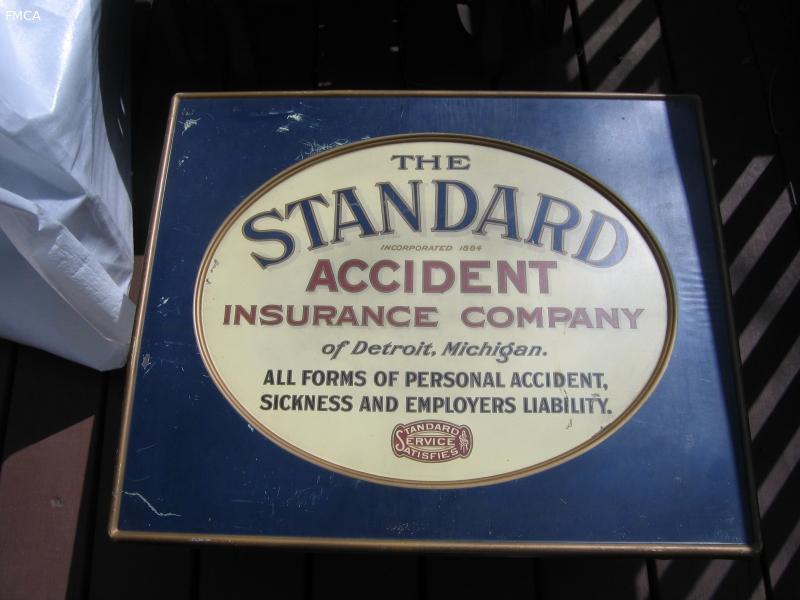 FMCA
THE
STANDARD
INCORPORATED 1884
ACCIDENT
INSURANCE COMPANY
of Detroit, Michigan.
ALL FORMS OF PERSONAL ACCIDENT,
SICKNESS AND EMPLOYERS LIABILITY.
STANDARD
SERVICE
SATISFIES